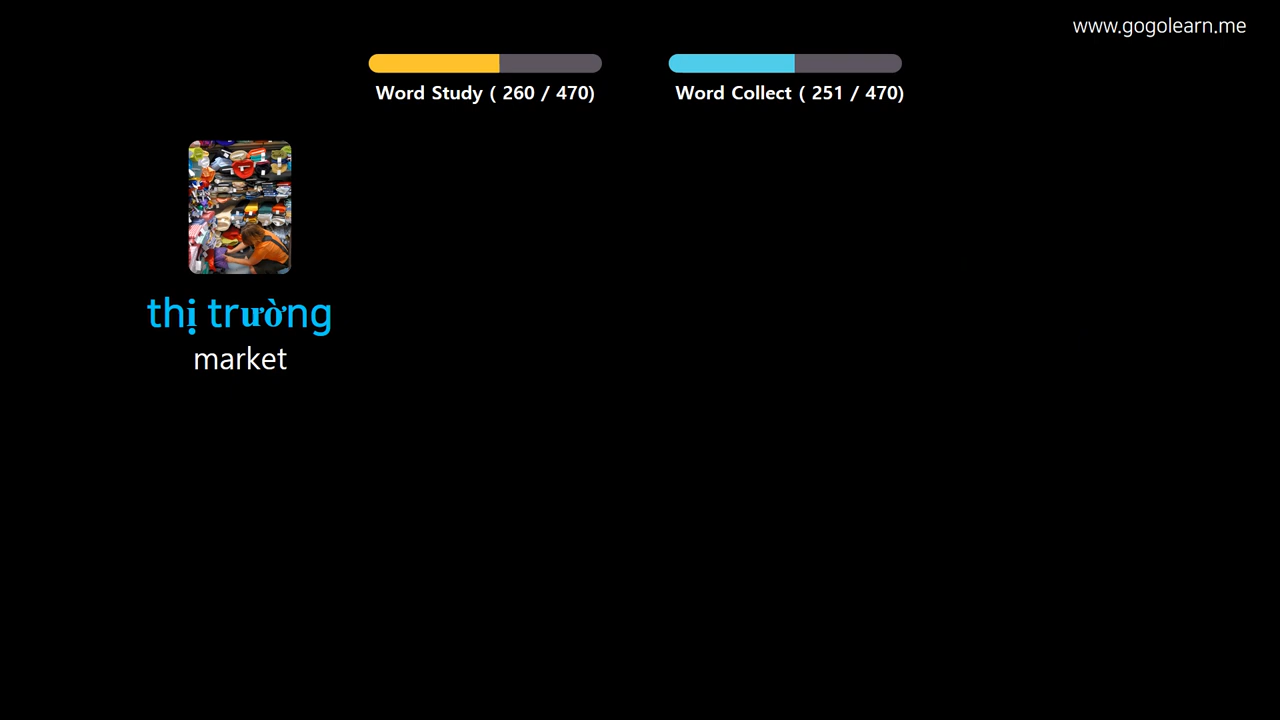 www.gogolearn.me
Word Study ( 260 / 470)
Word Collect ( 251 / 470)
thị trường
market